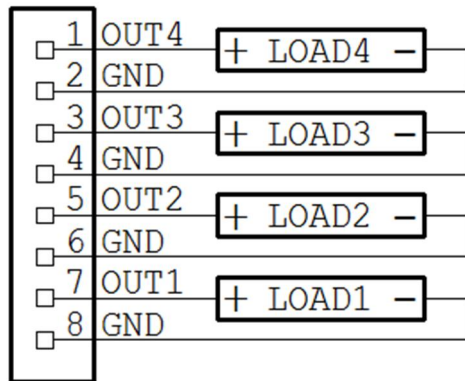 1 OUT4 + LOAD4 -
2 GND
3 OUT3 + LOAD3 -
4 GND
5 OUT2 + LOAD2 -
6 GND
7 OUT1 + LOAD1 -
8 GND